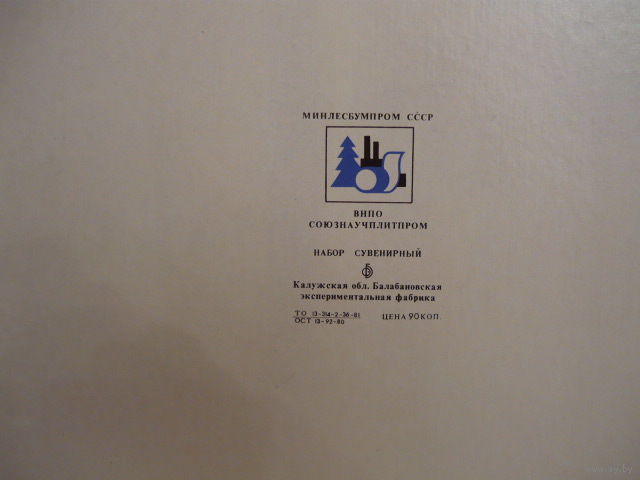 МИНЛЕСБУМПРОМ СССР
ВНПО
СОЮЗНАУЧПЛИТПРОМ
НАБОР СУВЕНИРНЫЙ
Калужская обл. Балабановская
экспериментальная фабрика
ТО 13-314-2-36-81
ОСТ 13-92-80
ЦЕНА 90 КОП.